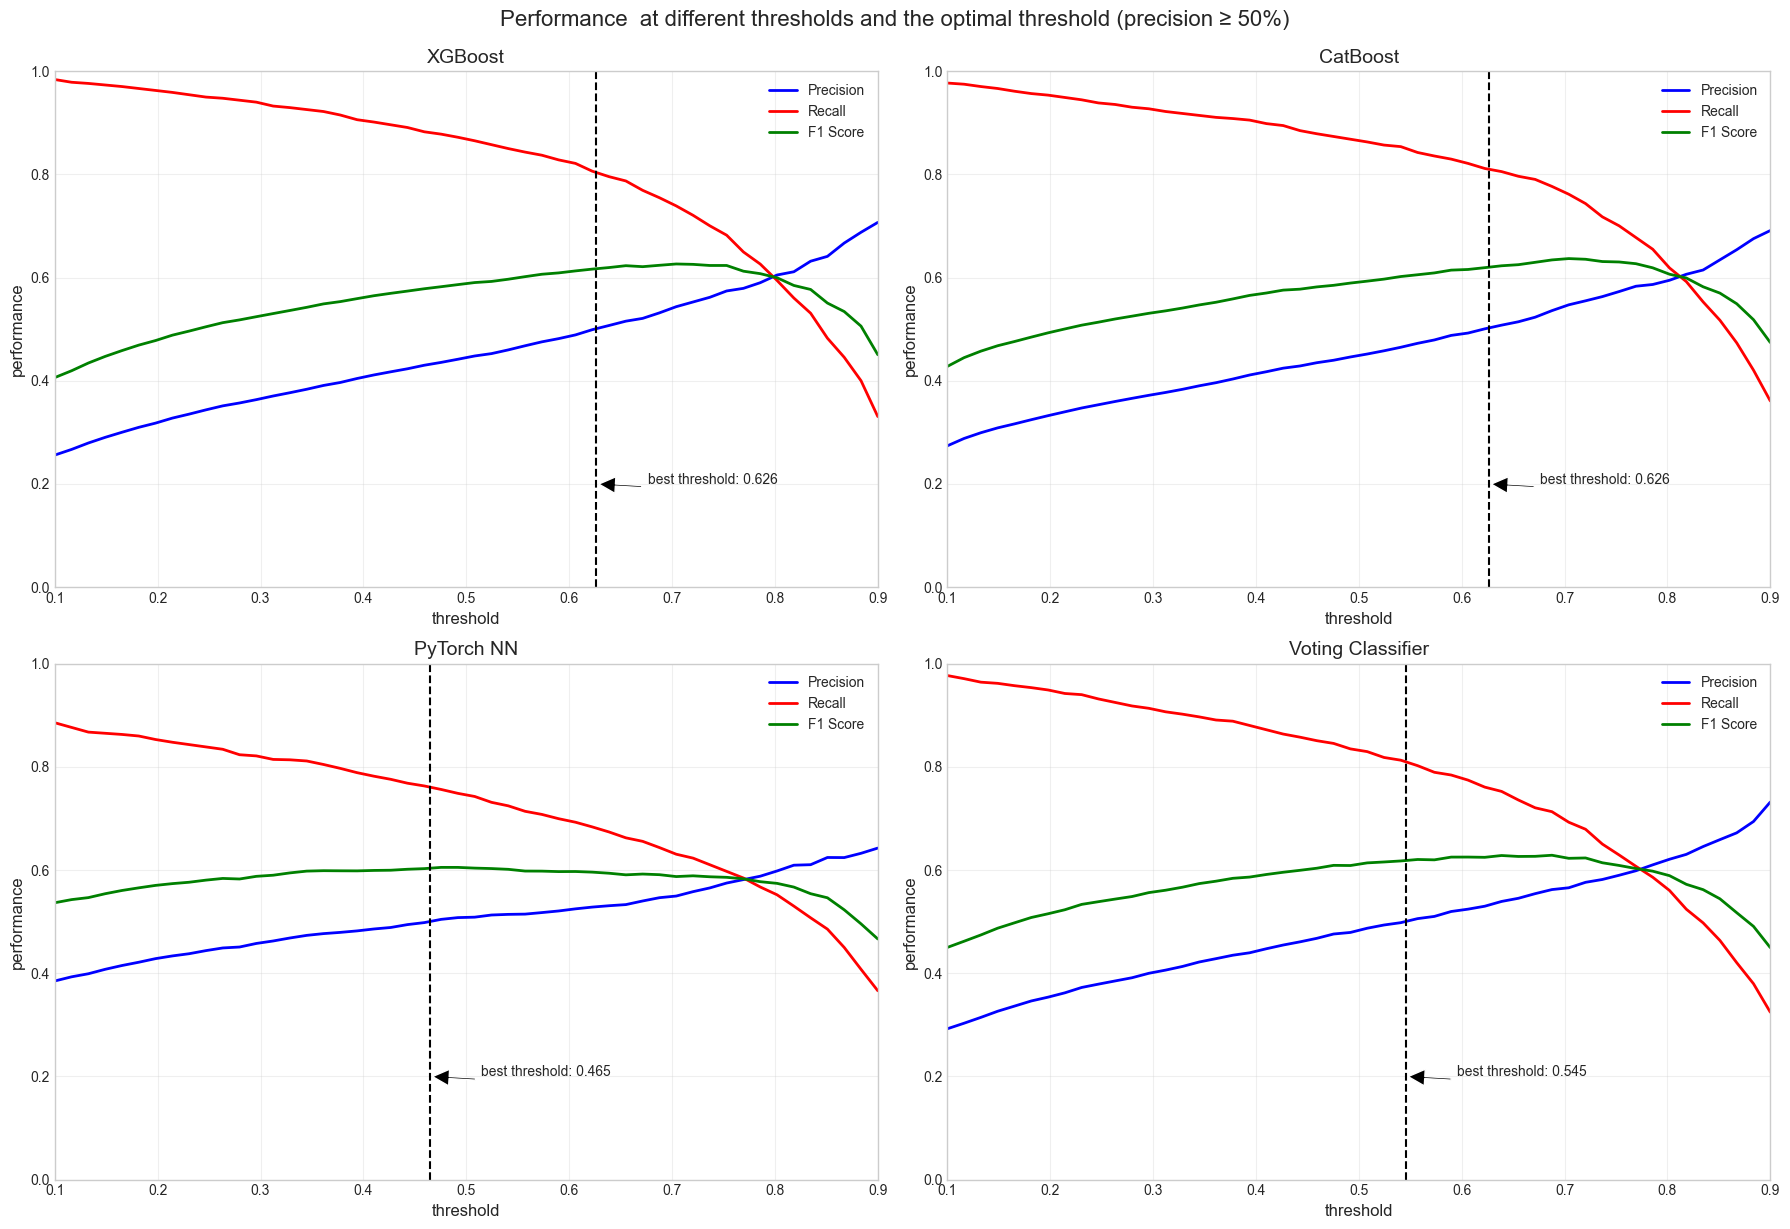 Performance  at different thresholds and the optimal threshold (precision ≥ 50%)
XGBoost
1.0
0.8
0.6
0.4
0.2
0.0
performance
Precision
Recall
F1 Score
best threshold: 0.626
0.1 0.2 0.3 0.4 0.5 0.6 0.7 0.8 0.9
threshold
CatBoost
1.0
0.8
0.6
0.4
0.2
0.0
performance
Precision
Recall
F1 Score
best threshold: 0.626
0.1 0.2 0.3 0.4 0.5 0.6 0.7 0.8 0.9
threshold
PyTorch NN
1.0
0.8
0.6
0.4
0.2
0.0
performance
Precision
Recall
F1 Score
best threshold: 0.465
0.1 0.2 0.3 0.4 0.5 0.6 0.7 0.8 0.9
threshold
Voting Classifier
1.0
0.8
0.6
0.4
0.2
0.0
performance
Precision
Recall
F1 Score
best threshold: 0.545
0.1 0.2 0.3 0.4 0.5 0.6 0.7 0.8 0.9
threshold